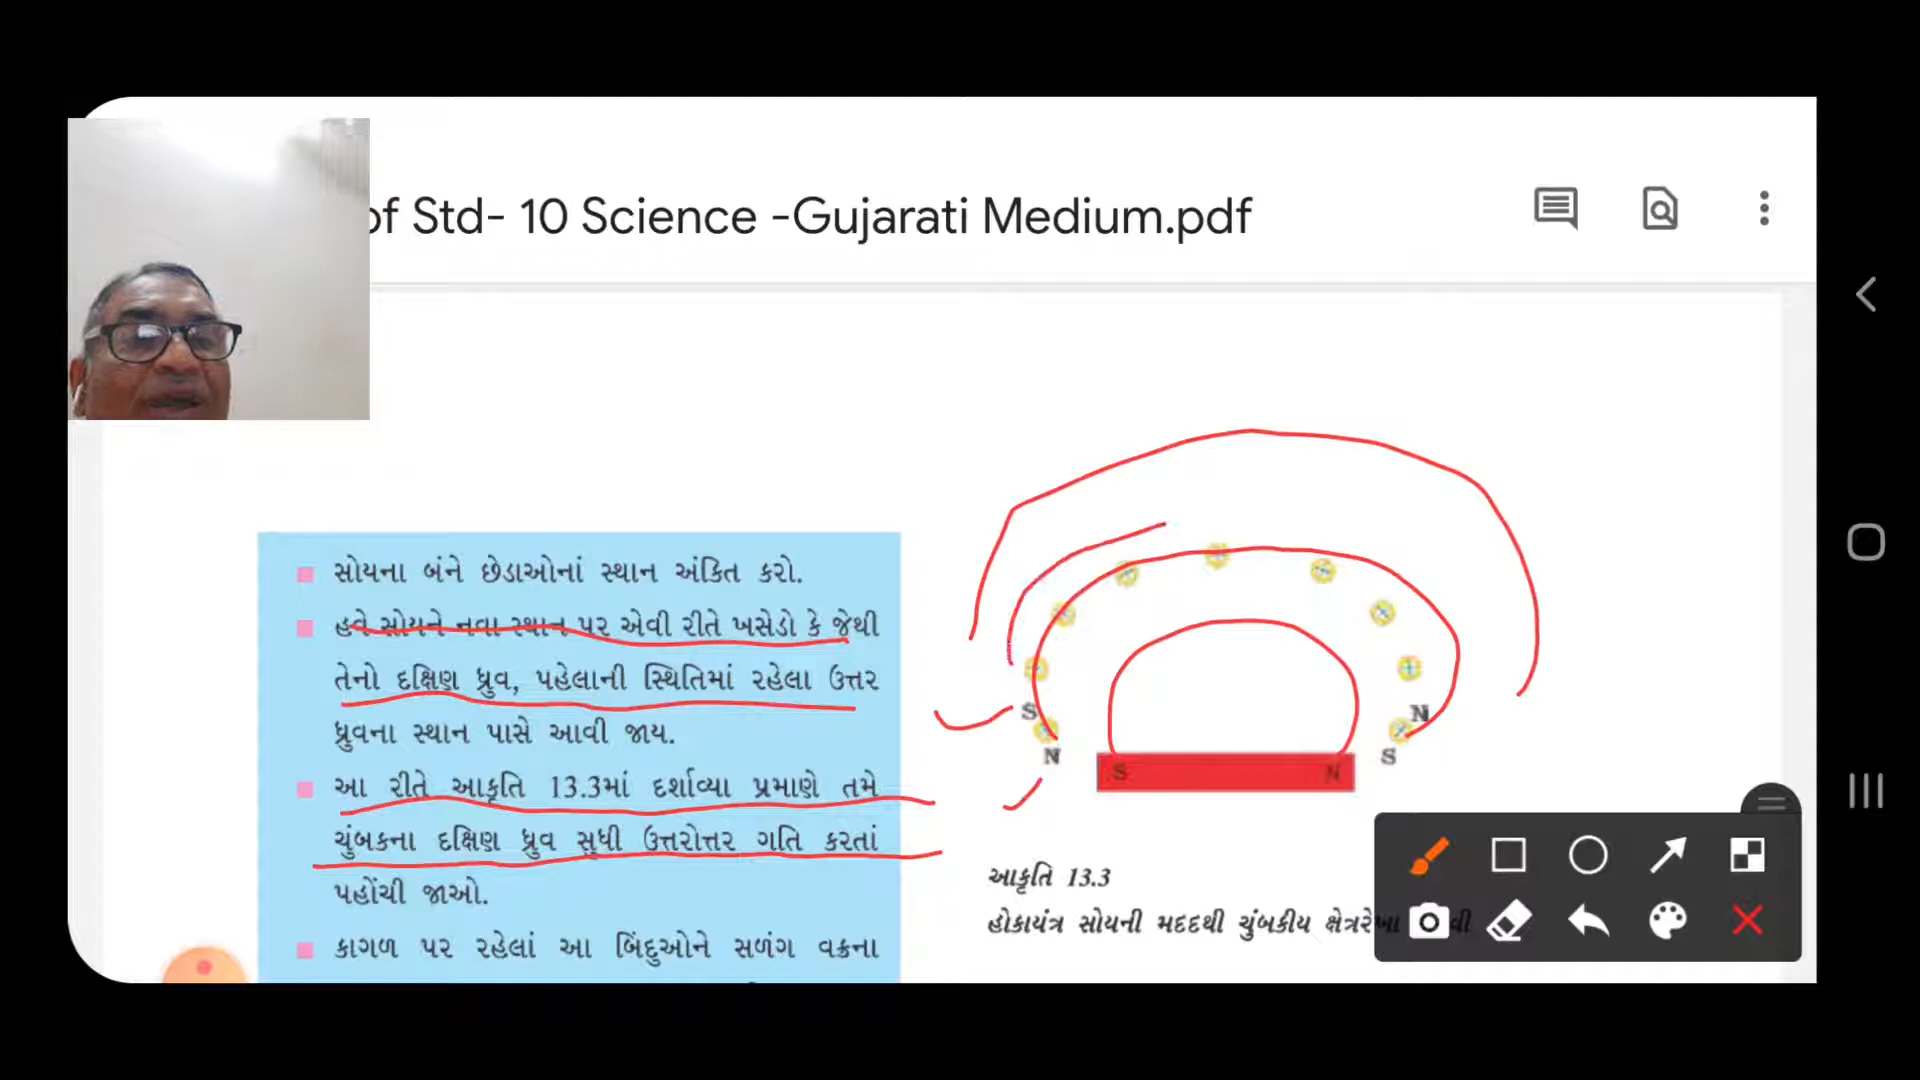 of Std- 10 Science -Gujarati Medium.pdf
સોયના બંને છેડાઓનાં સ્થાન અંકિત કરો.
હવે સોયને નવા સ્થાન પર એવી રીતે ખસેડો કે જેથી
તેનો દક્ષિણ ધ્રુવ, પહેલાની સ્થિતિમાં રહેલા ઉત્તર
ધ્રુવના સ્થાન પાસે આવી જાય.
આ રીતે આકૃતિ 13.3માં દર્શાવ્યા પ્રમાણે તમે
ચુંબકના દક્ષિણ ધ્રુવ સુધી ઉત્તરોત્તર ગતિ કરતાં
પહોંચી જાઓ.
કાગળ પર રહેલાં આ બિંદુઓને સળંગ વક્રના
S
N
N
S
S
N
આકૃતિ 13.3
હોકાયંત્ર સોયની મદદથી ચુંબકીય ક્ષેત્રરેખા